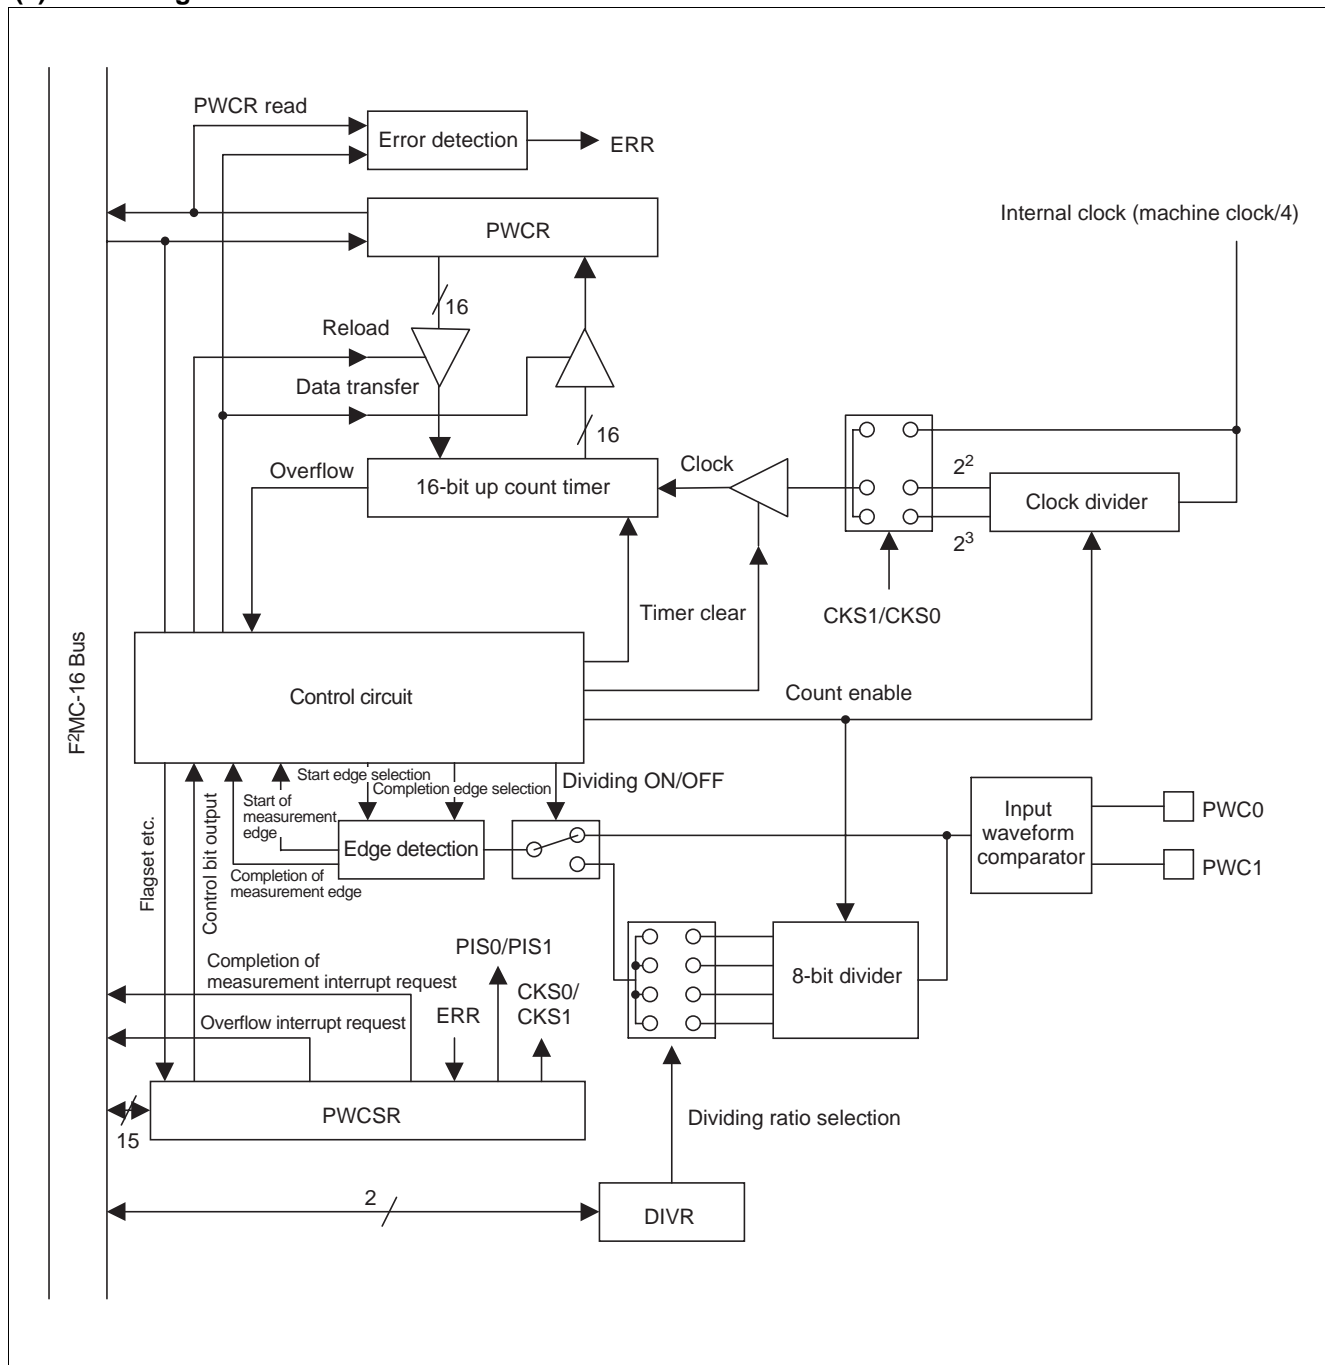 PWCR read
Error detection
ERR
PWCR
Internal clock (machine clock/4)
16
Reload
Data transfer
16
Overflow
16-bit up count timer
Clock
2²
Clock divider
2³
CKS1/CKS0
Timer clear
F²MC-16 Bus
Control circuit
Count enable
Start edge selection
Completion edge selection
Dividing ON/OFF
Start of
measurement
edge
Edge detection
Completion of
measurement edge
Flagset etc.
Control bit output
Input
waveform
comparator
PWC0
PWC1
PIS0/PIS1
8-bit divider
Completion of
measurement interrupt request
CKS0/
CKS1
ERR
Overflow interrupt request
PWCSR
15
Dividing ratio selection
2
DIVR